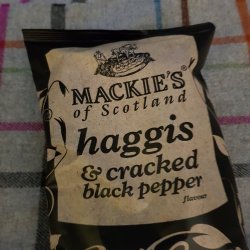 MACKIE'S
of Scotland
haggis
& cracked
black pepper
flavour